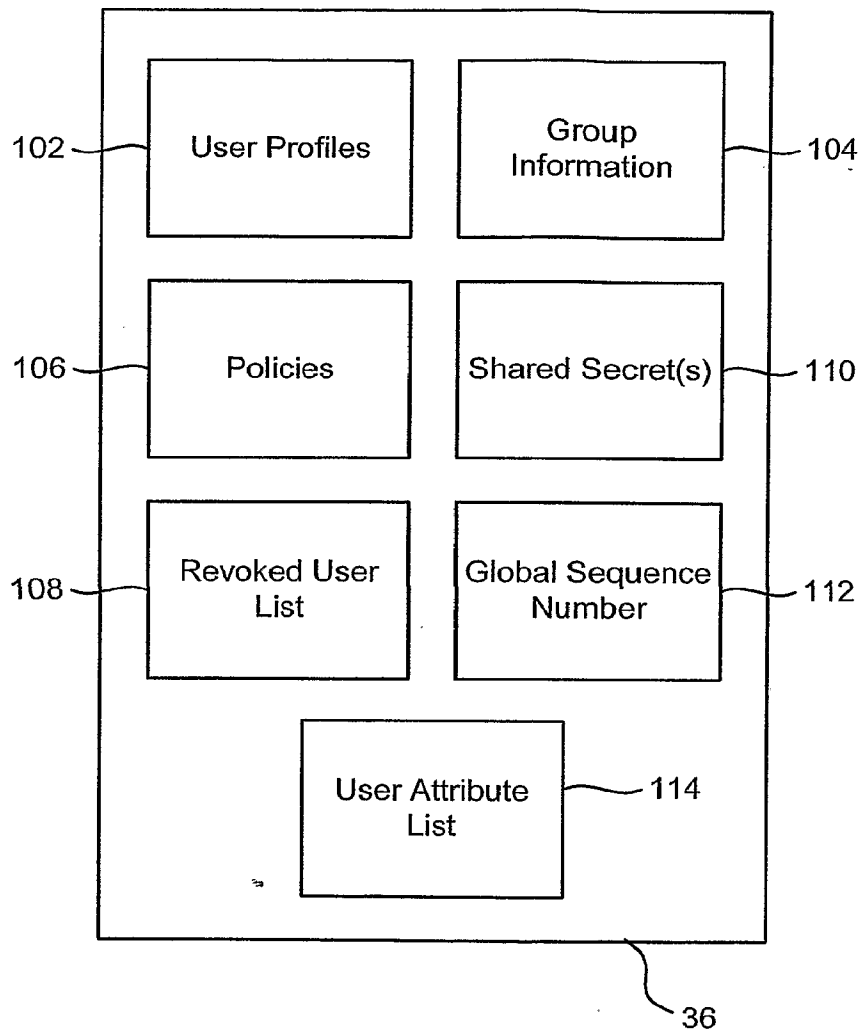 102
User Profiles
Group
Information
104
106
Policies
Shared Secret(s)
110
108
Revoked User
List
Global Sequence
Number
112
User Attribute
List
114
36